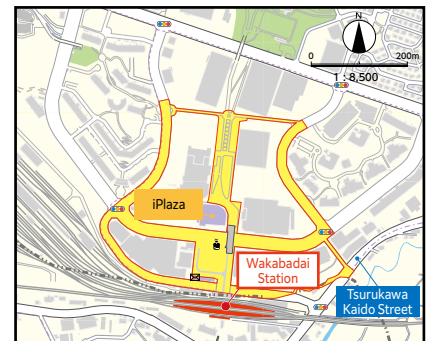 N
0
200m
1 : 8,500
iPlaza
Wakabadai
Station
Tsurukawa
Kaido Street